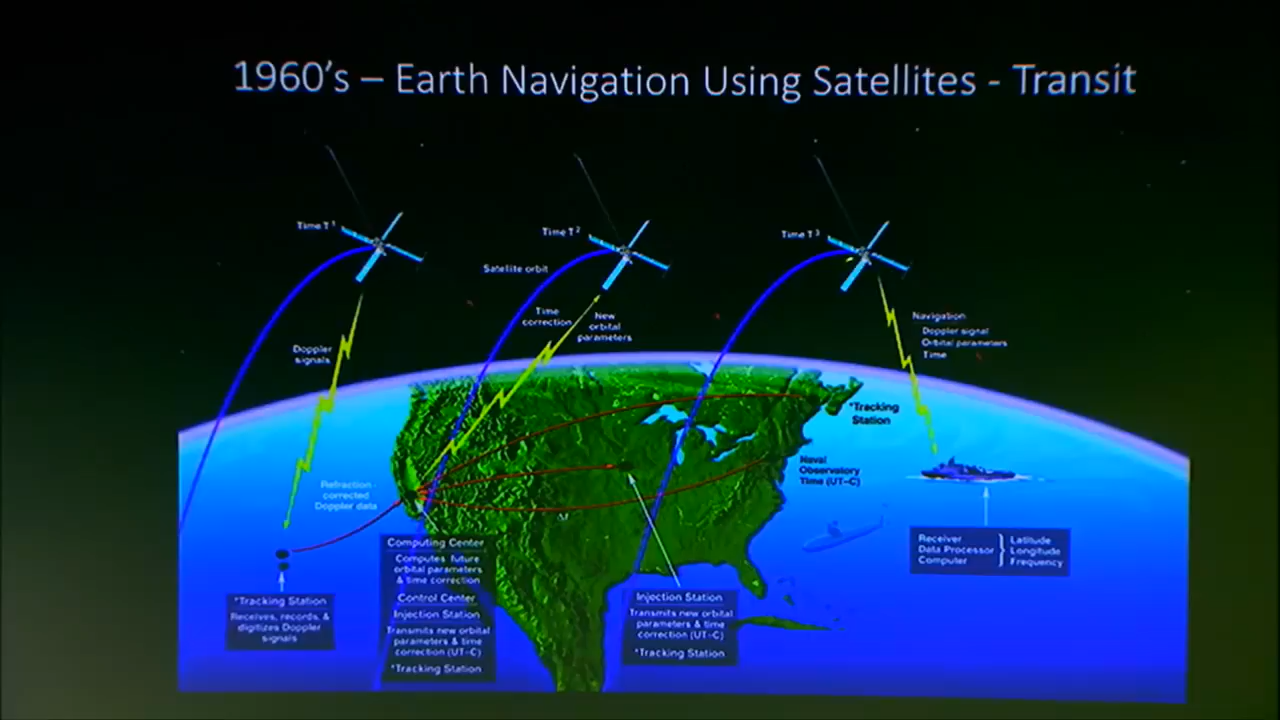 1960's – Earth Navigation Using Satellites - Transit
Time T1
Time T2
Time T3
Satellite orbit
Time
correction
New
orbital
parameters
Navigation
Doppler signal
Orbital parameters
Time
Doppler
signals
*Tracking
Station
Naval
Observatory
Time (UT-C)
Refraction
corrected
Doppler data
Δf
Receiver
Data Processor
Computer
Latitude
Longitude
Frequency
Computing Center
Computes future
orbital parameters
& time correction
Control Center
Injection Station
Transmits new orbital
parameters & time
correction (UT-C)
*Tracking Station
*Tracking Station
Receives, records, &
digitizes Doppler
signals
Injection Station
Transmits new orbital
parameters & time
correction (UT-C)
*Tracking Station